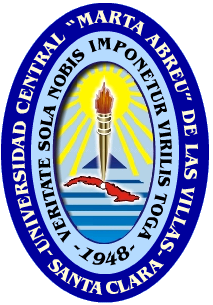 UNIVERSIDAD CENTRAL "MARTA ABREU" DE LAS VILLAS
-SANTA CLARA-
VERITATE SOLA NOBIS IMPONETUR VIRILIS TOGA
-1948-